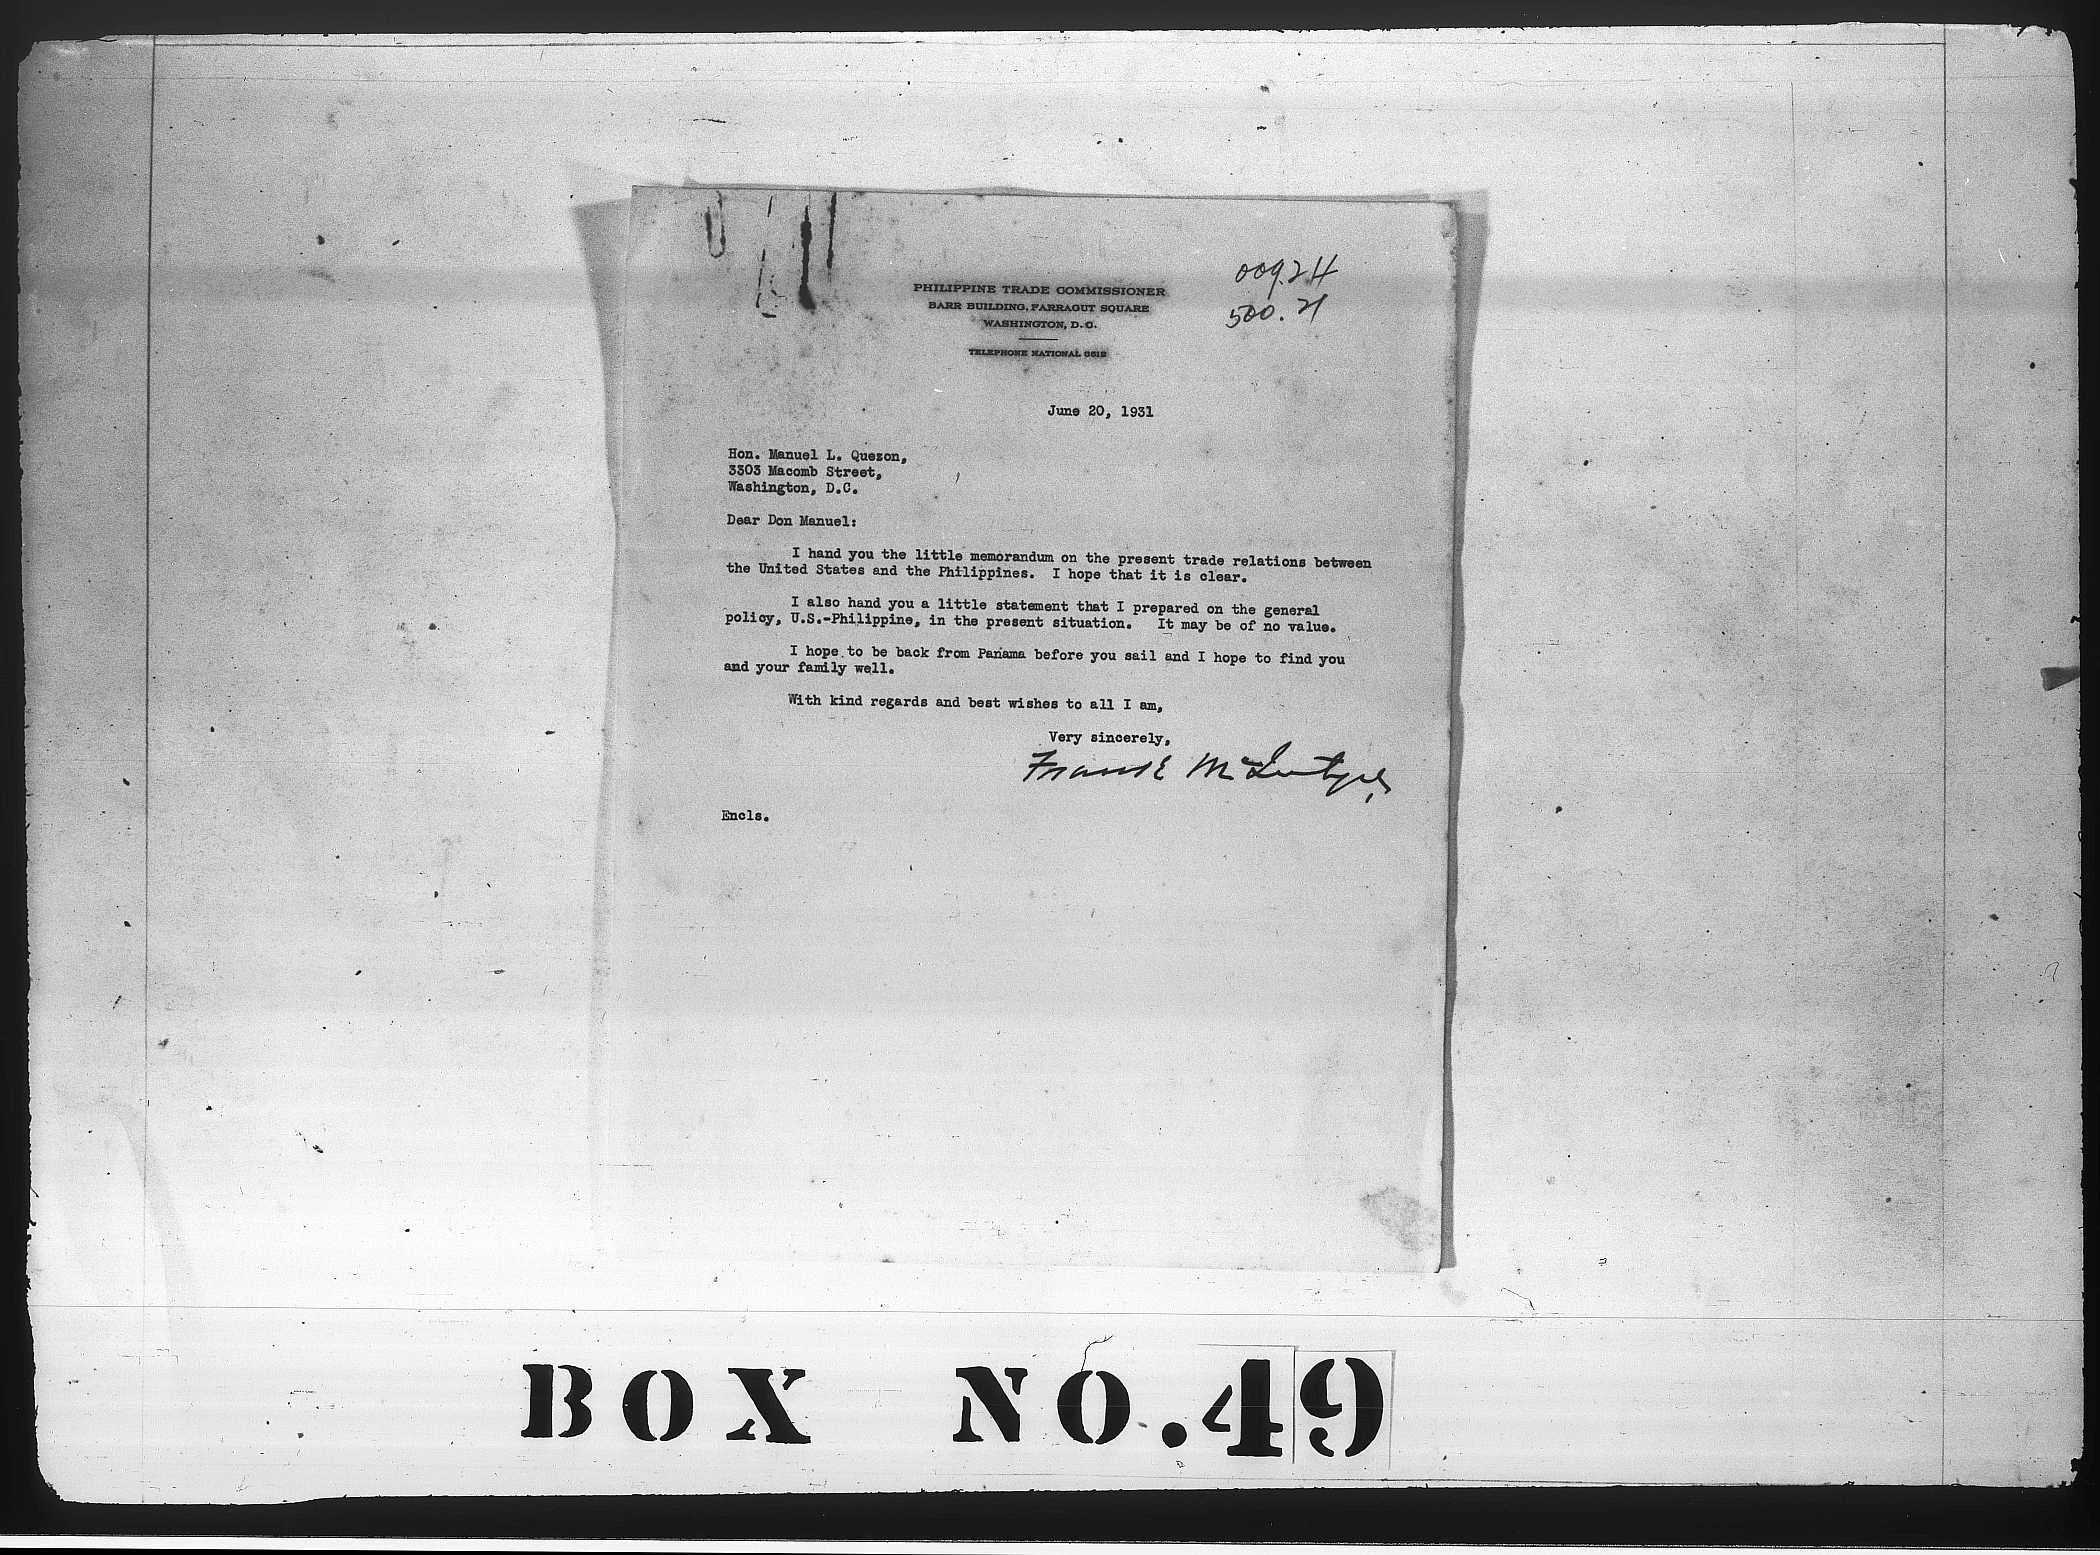 009.24
500.21
PHILIPPINE TRADE COMMISSIONER
BARR BUILDING, FARRAGUT SQUARE
WASHINGTON, D.C.
TELEPHONE NATIONAL
June 20, 1931
Hon. Manuel L. Quezon,
3303 Macomb Street,
Washington, D.C.
Dear Don Manuel:
I hand you the little memorandum on the present trade relations between
the United States and the Philippines. I hope that it is clear.
I also hand you a little statement that I prepared on the general
policy, U.S.-Philippine, in the present situation. It may be of no value.
I hope to be back from Panama before you sail and I hope to find you
and your family well.
With kind regards and best wishes to all I am,
Very sincerely,
Frank McIntyre
Encls.
BOX NO. 49